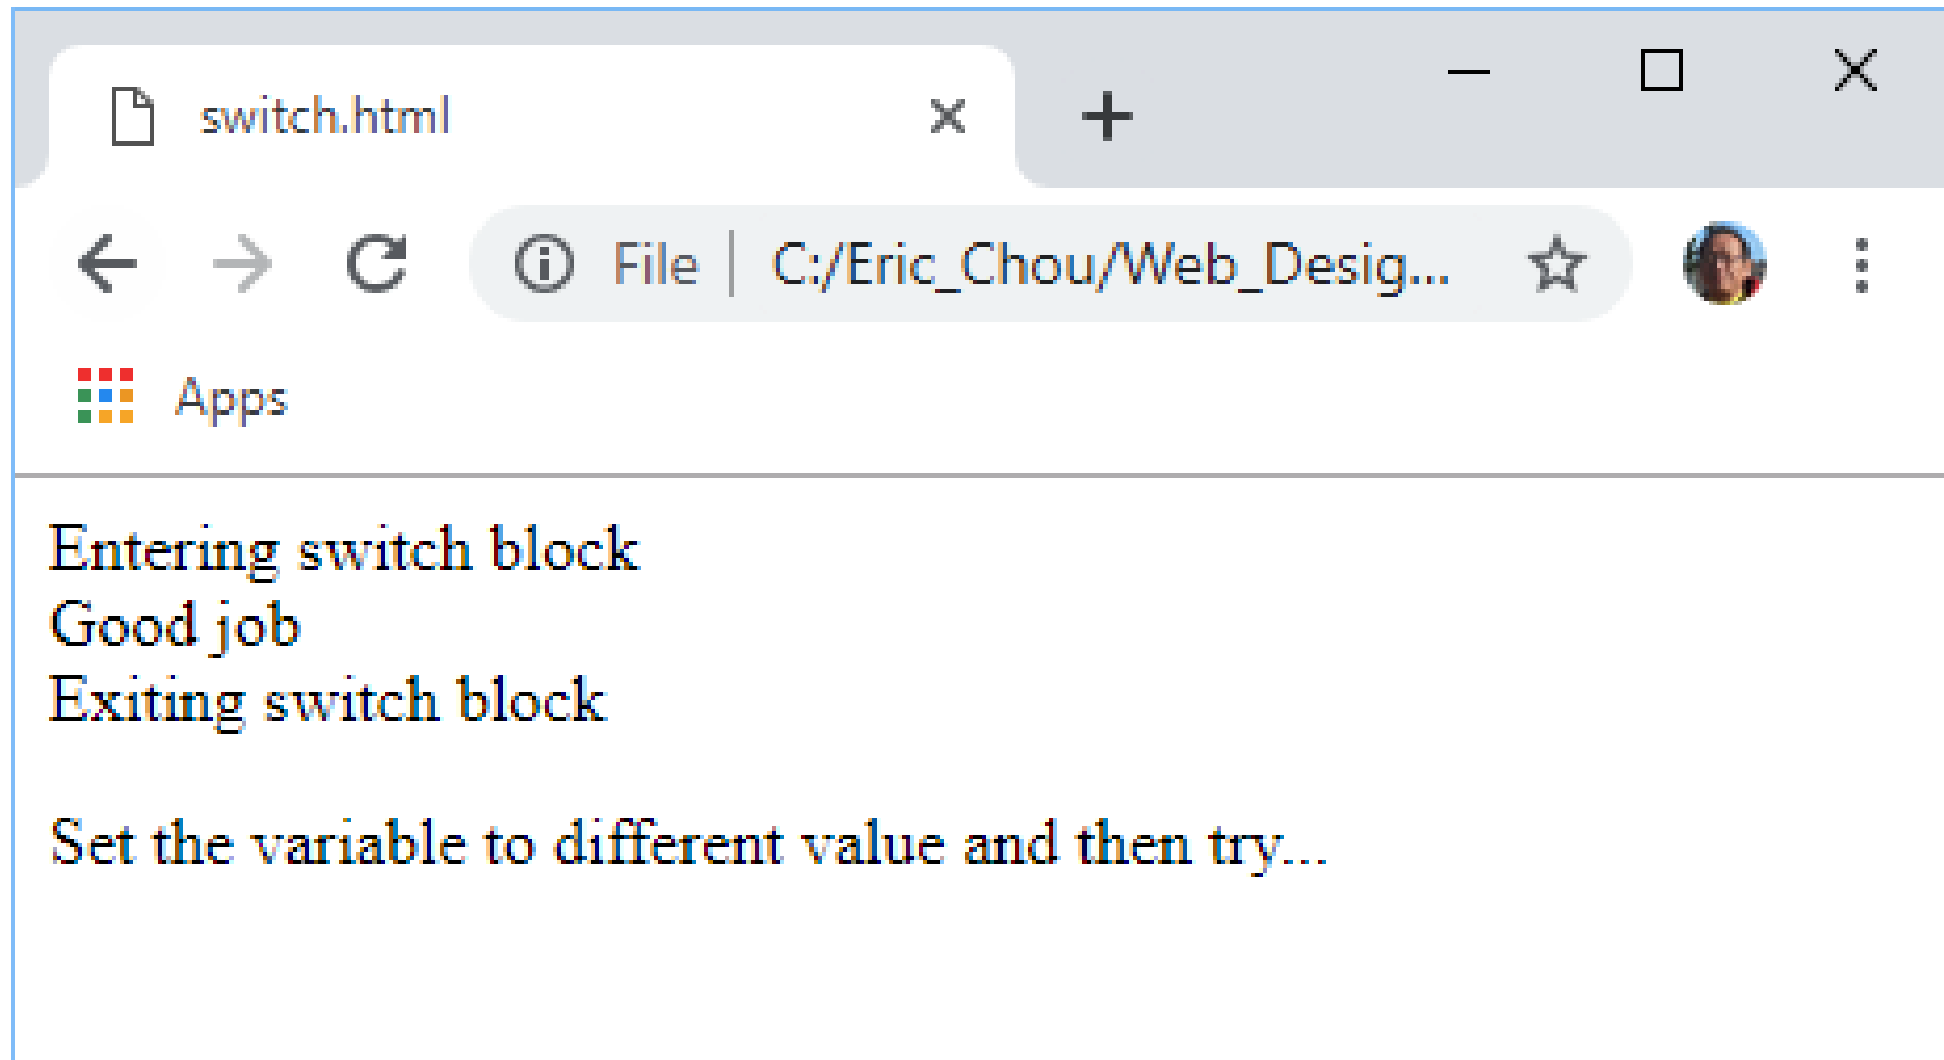 switch.html
File | C:/Eric_Chou/Web_Desig...
Apps
Entering switch block
Good job
Exiting switch block
Set the variable to different value and then try...